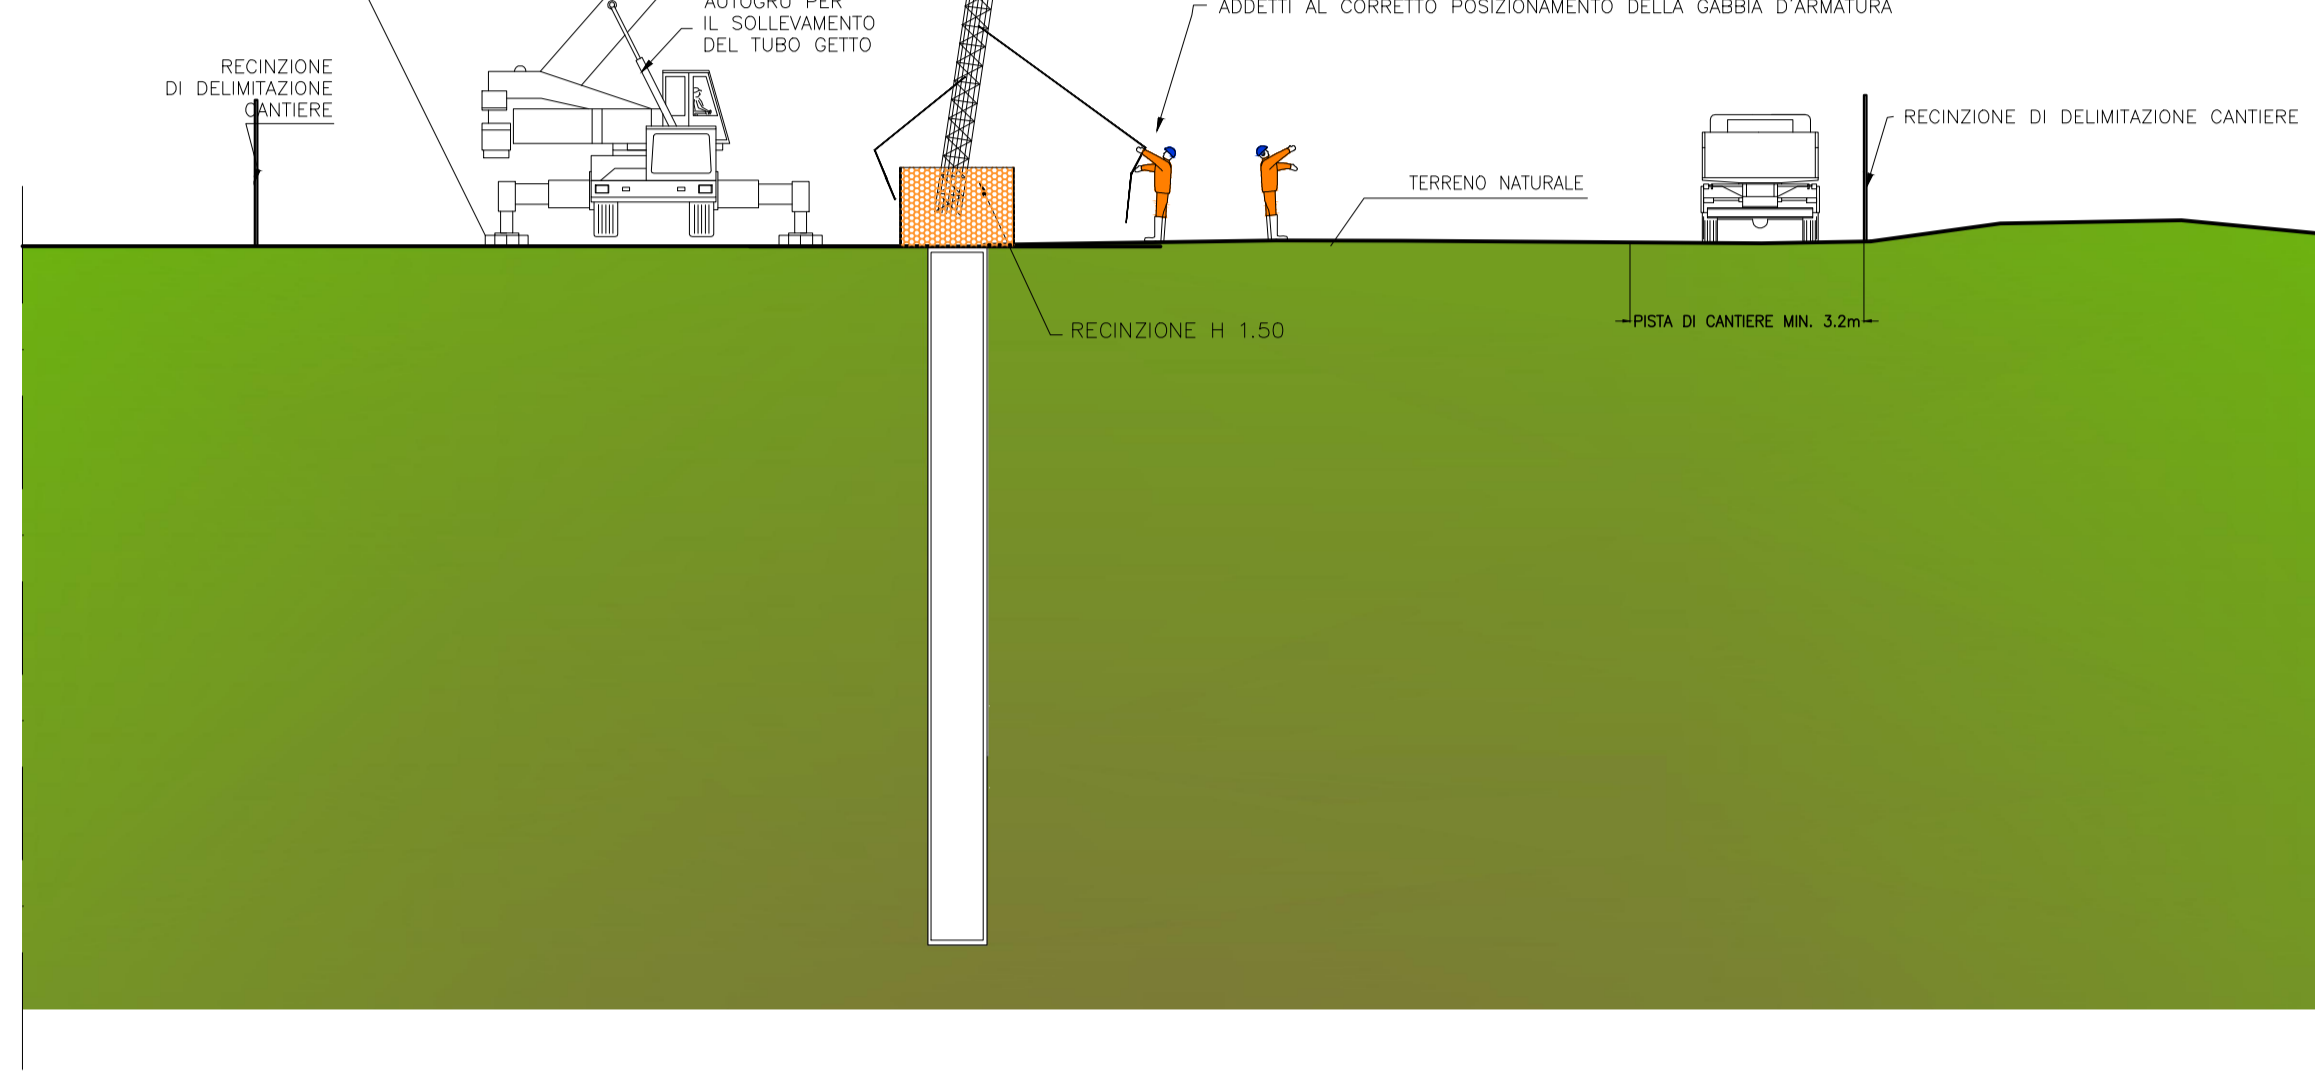 AUTOGRU PER
IL SOLLEVAMENTO
DEL TUBO GETTO
ADDETTI AL CORRETTO POSIZIONAMENTO DELLA GABBIA D'ARMATURA
RECINZIONE
DI DELIMITAZIONE
CANTIERE
RECINZIONE DI DELIMITAZIONE CANTIERE
TERRENO NATURALE
PISTA DI CANTIERE MIN. 3.2m
RECINZIONE H 1.50